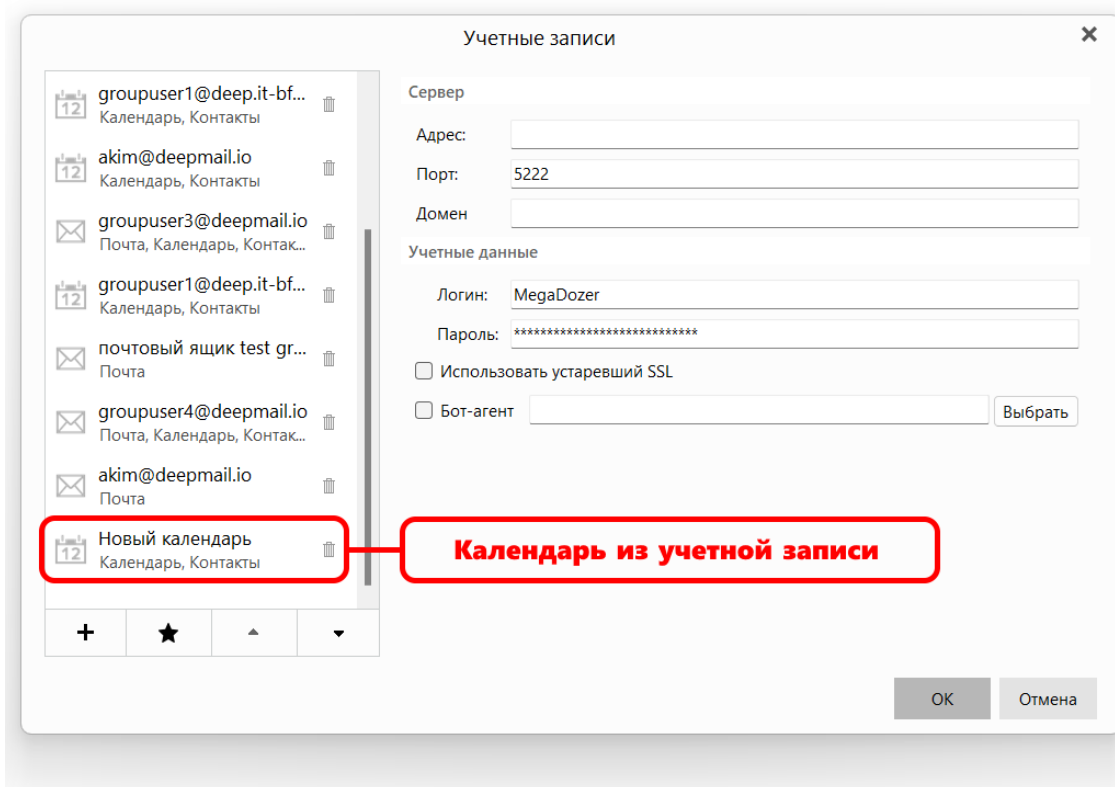 Учетные записи
groupuser1@deep.it-bf...
Календарь, Контакты
akim@deepmail.io
Календарь, Контакты
groupuser3@deepmail.io
Почта, Календарь, Контак...
groupuser1@deep.it-bf...
Календарь, Контакты
почтовый ящик test gr...
Почта
groupuser4@deepmail.io
Почта, Календарь, Контак...
akim@deepmail.io
Почта
Новый календарь
Календарь, Контакты
Сервер
Адрес:
Порт: 5222
Домен
Учетные данные
Логин: MegaDozer
Пароль: ****************************
Использовать устаревший SSL
Бот-агент Выбрать
Календарь из учетной записи
ОК Отмена